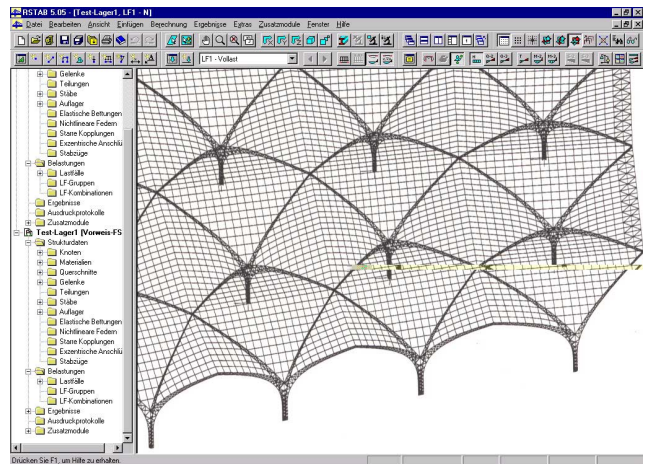 RSTAB 5.05 - [Test-Lager1, LF1 - N]
Datei Bearbeiten Ansicht Einfügen Berechnung Ergebnisse Extras Zusatzmodule Fenster Hilfe
LF1 - Vollast
Gelenke
Teilungen
Stäbe
Auflager
Elastische Bettungen
Nichtlineare Federn
Starre Kopplungen
Exzentrische Anschlü
Stabzüge
Belastungen
Lastfälle
LF-Gruppen
LF-Kombinationen
Ergebnisse
Ausdruckprotokolle
Zusatzmodule
Test-Lager1 [Vorweis-FS
Strukturdaten
Knoten
Materialien
Querschnitte
Gelenke
Teilungen
Stäbe
Auflager
Elastische Bettungen
Nichtlineare Federn
Starre Kopplungen
Exzentrische Anschlü
Stabzüge
Belastungen
Lastfälle
LF-Gruppen
LF-Kombinationen
Ergebnisse
Ausdruckprotokolle
Zusatzmodule
Drücken Sie F1, um Hilfe zu erhalten.